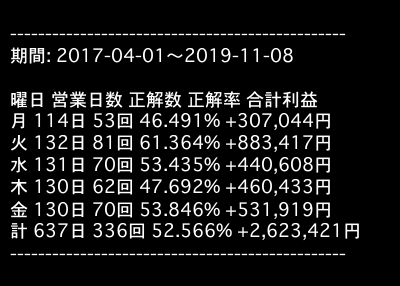 ------------------------------------------------
期間: 2017-04-01〜2019-11-08
曜日 営業日数 正解数 正解率 合計利益
月 114日 53回 46.491% +307,044円
火 132日 81回 61.364% +883,417円
水 131日 70回 53.435% +440,608円
木 130日 62回 47.692% +460,433円
金 130日 70回 53.846% +531,919円
計 637日 336回 52.566% +2,623,421円
------------------------------------------------